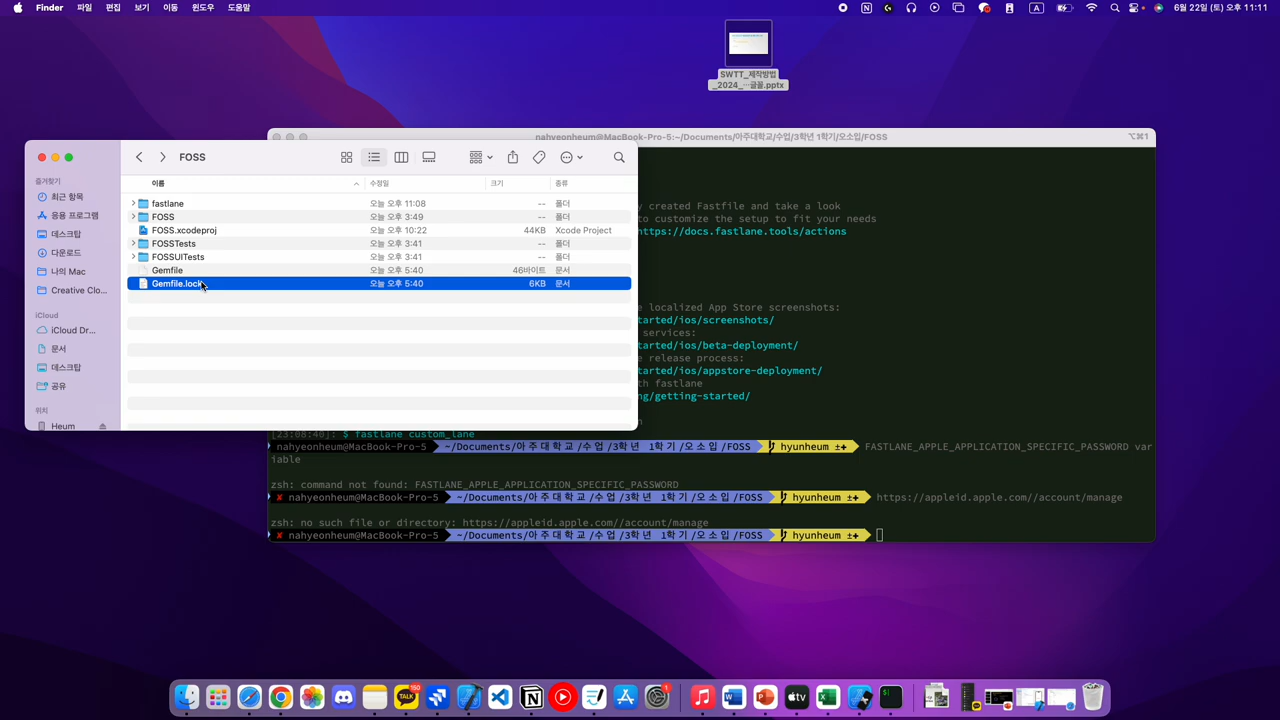 Finder 파일 편집 보기 이동 윈도우 도움말
A
6월 22일 (토) 오후 11:11
SWTT_제작방법
_2024_…글꼴.pptx
nahyeonheum@MacBook-Pro-5:~/Documents/아주대학교/수업/3학년 1학기/오소입/FOSS
⌥⌘1
FOSS
즐겨찾기
최근 항목
응용 프로그램
데스크탑
다운로드
나의 Mac
Creative Clo...
iCloud
iCloud Dr...
문서
데스크탑
공유
위치
Heum
이름 수정일 크기 종류
fastlane 오늘 오후 11:08 -- 폴더
FOSS 오늘 오후 3:49 -- 폴더
FOSS.xcodeproj 오늘 오후 10:22 44KB Xcode Project
FOSSTests 오늘 오후 3:41 -- 폴더
FOSSUITests 오늘 오후 3:41 -- 폴더
Gemfile 오늘 오후 5:40 46바이트 문서
Gemfile.lock 오늘 오후 5:40 6KB 문서
y created Fastfile and take a look
to customize the setup to fit your needs
https://docs.fastlane.tools/actions
e localized App Store screenshots:
tarted/ios/screenshots/
services:
tarted/ios/beta-deployment/
e release process:
tarted/ios/appstore-deployment/
th fastlane
ng/getting-started/
n
[23:08:40]: $ fastlane custom_lane
nahyeonheum@MacBook-Pro-5 ~/Documents/아주대학교/수업/3학년 1학기/오소입/FOSS hyunheum ±+ FASTLANE_APPLE_APPLICATION_SPECIFIC_PASSWORD var
iable
zsh: command not found: FASTLANE_APPLE_APPLICATION_SPECIFIC_PASSWORD
✘ nahyeonheum@MacBook-Pro-5 ~/Documents/아주대학교/수업/3학년 1학기/오소입/FOSS hyunheum ±+ https://appleid.apple.com//account/manage
zsh: no such file or directory: https://appleid.apple.com//account/manage
✘ nahyeonheum@MacBook-Pro-5 ~/Documents/아주대학교/수업/3학년 1학기/오소입/FOSS hyunheum ±+
TALK
150
tv
1